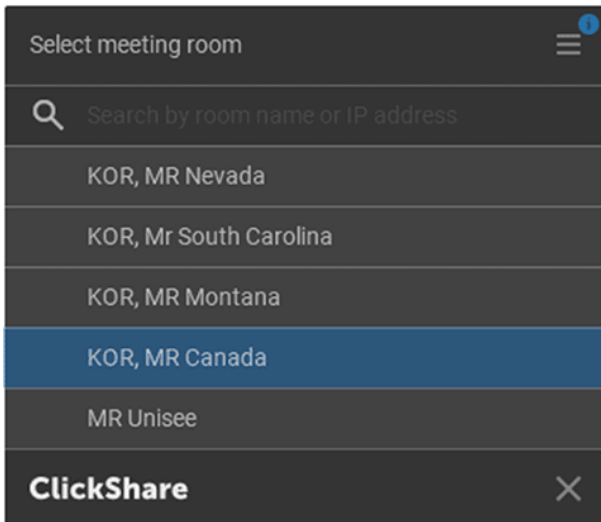 Select meeting room
i
Search by room name or IP address
KOR, MR Nevada
KOR, Mr South Carolina
KOR, MR Montana
KOR, MR Canada
MR Unisee
ClickShare